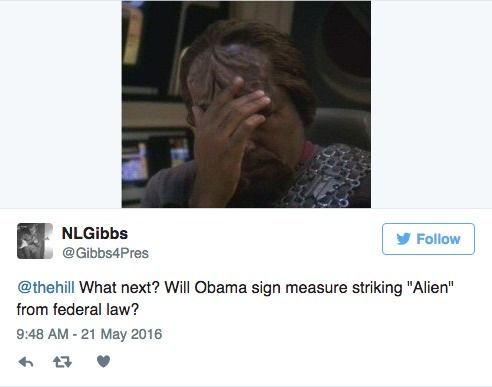 NLGibbs
@Gibbs4Pres
Follow
@thehill What next? Will Obama sign measure striking "Alien"
from federal law?
9:48 AM - 21 May 2016